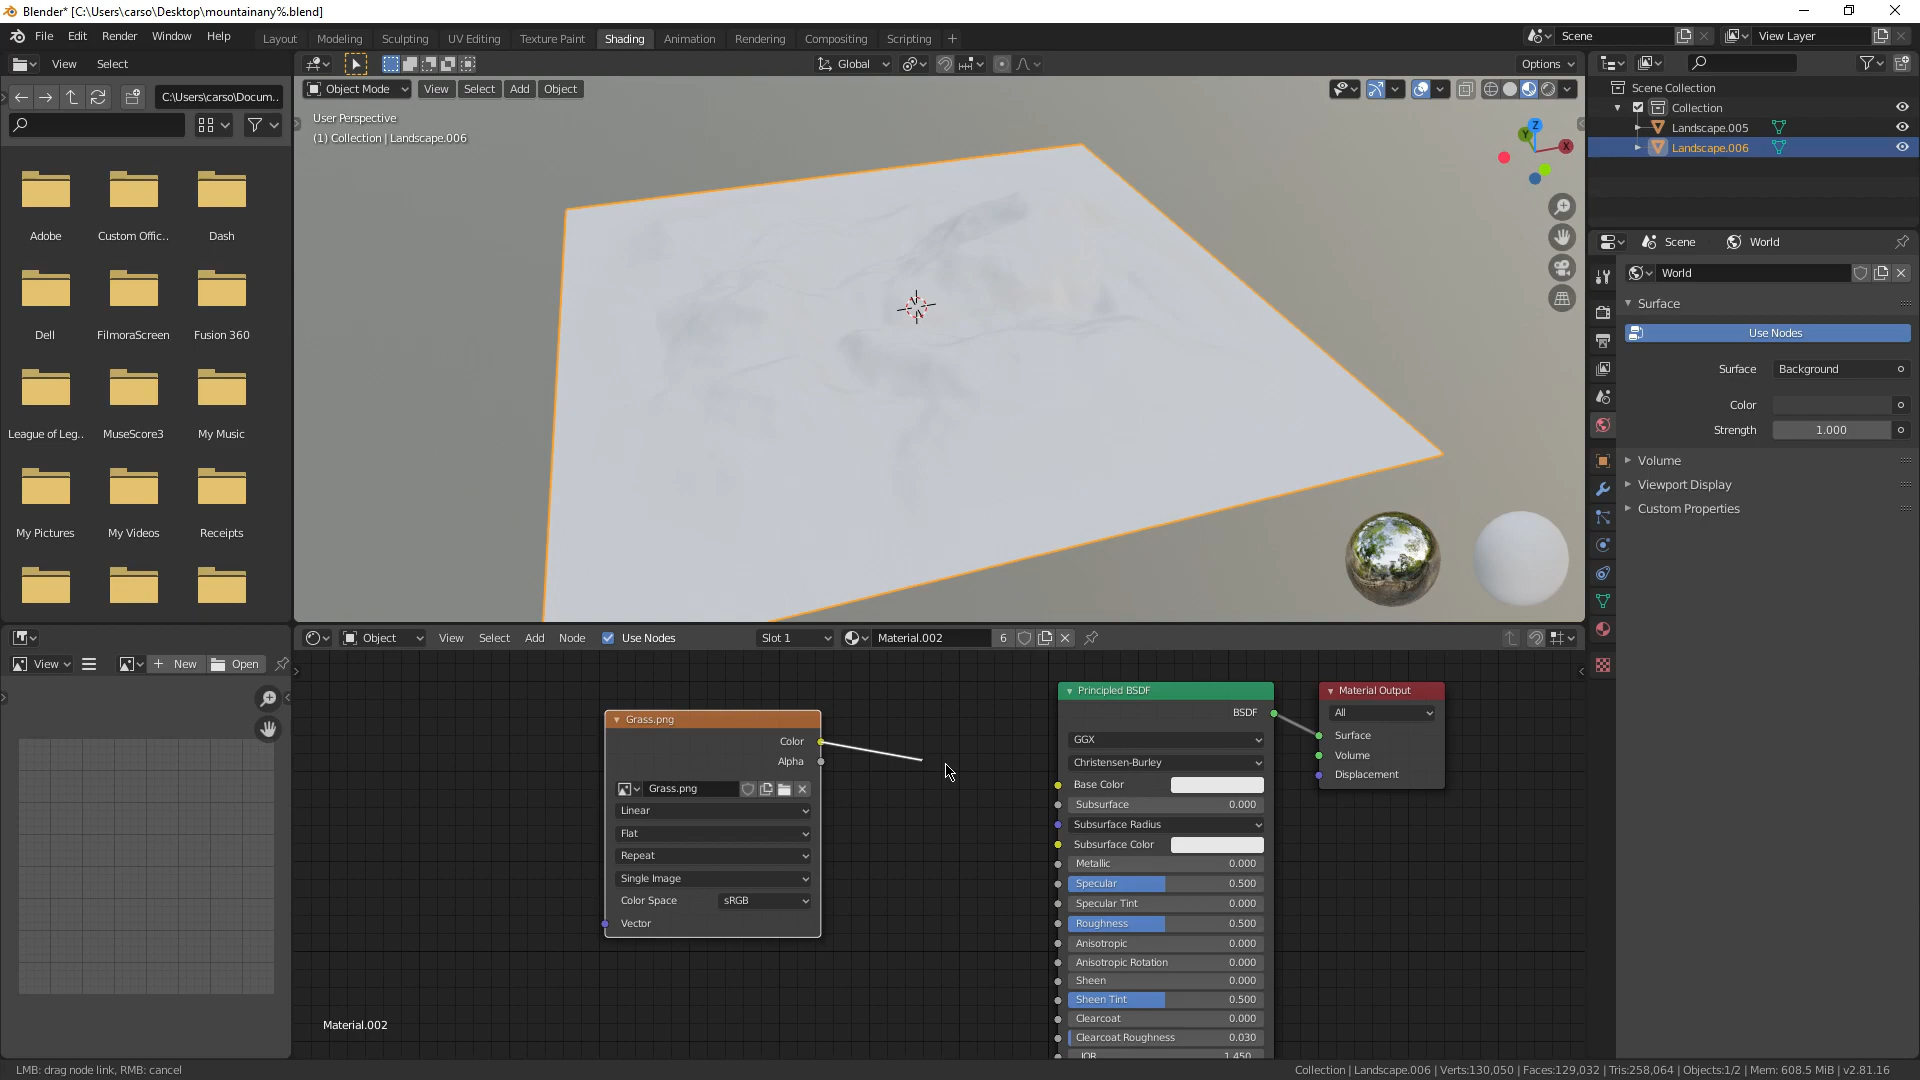 Blender* [C:\Users\carso\Desktop\mountainany%.blend]
File Edit Render Window Help
Layout Modeling Sculpting UV Editing Texture Paint Shading Animation Rendering Compositing Scripting
Scene
View Layer
View Select
Global
Options
C:\Users\carso\Docum..
Object Mode View Select Add Object
User Perspective
(1) Collection | Landscape.006
Z
Y
X
Scene Collection
Collection
Landscape.005
Landscape.006
Scene
World
World
Surface
Use Nodes
Surface
Background
Color
Strength
1.000
Volume
Viewport Display
Custom Properties
Adobe
Custom Offic..
Dash
Dell
FilmoraScreen
Fusion 360
League of Leg..
MuseScore3
My Music
My Pictures
My Videos
Receipts
View
New
Open
Object View Select Add Node Use Nodes Slot 1 Material.002 6
Grass.png
Color
Alpha
Grass.png
Linear
Flat
Repeat
Single Image
Color Space
sRGB
Vector
Principled BSDF
BSDF
GGX
Christensen-Burley
Base Color
Subsurface 0.000
Subsurface Radius
Subsurface Color
Metallic 0.000
Specular 0.500
Specular Tint 0.000
Roughness 0.500
Anisotropic 0.000
Anisotropic Rotation 0.000
Sheen 0.000
Sheen Tint 0.500
Clearcoat 0.000
Clearcoat Roughness 0.030
IOR 1.450
Material Output
All
Surface
Volume
Displacement
Material.002
LMB: drag node link, RMB: cancel
Collection | Landscape.006 | Verts:130,050 | Faces:129,032 | Tris:258,064 | Objects:1/2 | Mem: 608.5 MiB | v2.81.16